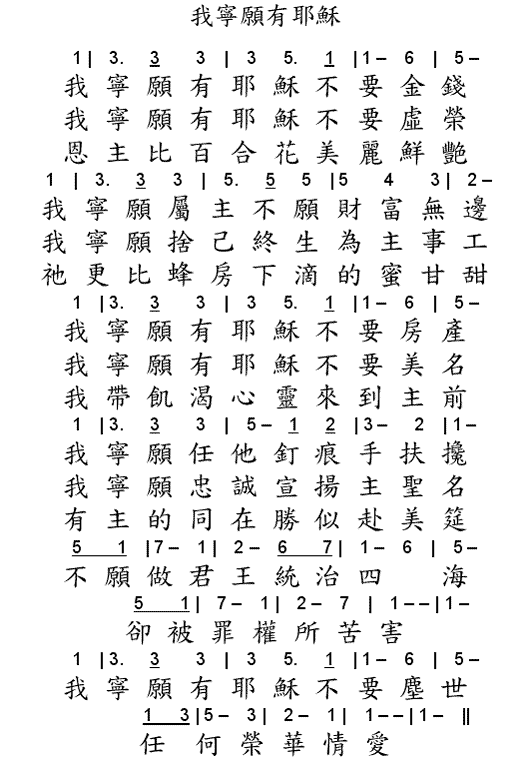 我寧願有耶穌
1 | 3. 3 3 | 3 5. 1 | 1 – 6 | 5 –
我寧願有耶穌不要金錢
我寧願有耶穌不要虛榮
恩主比百合花美麗鮮艷
1 | 3. 3 3 | 5. 5 5 | 5 4 3 | 2 –
我寧願屬主不願財富無邊
我寧願捨己終生為主事工
祂更比蜂房下滴的蜜甘甜
1 | 3. 3 3 | 3 5. 1 | 1 – 6 | 5 –
我寧願有耶穌不要房產
我寧願有耶穌不要美名
我帶飢渴心靈來到主前
1 | 3. 3 3 | 5 – 1 2 | 3 – 2 | 1 –
我寧願任他釘痕手扶攙
我寧願忠誠宣揚主聖名
有主的同在勝似赴美筵
5 1 | 7 – 1 | 2 – 6 7 | 1 – 6 | 5 –
不願做君王統治四 海
5 1 | 7 – 1 | 2 – 7 | 1 – – | 1 –
卻被罪權所苦害
1 | 3. 3 3 | 3 5. 1 | 1 – 6 | 5 –
我寧願有耶穌不要塵世
1 3 | 5 – 3 | 2 – 1 | 1 – – | 1 – ‖
任何榮華情愛